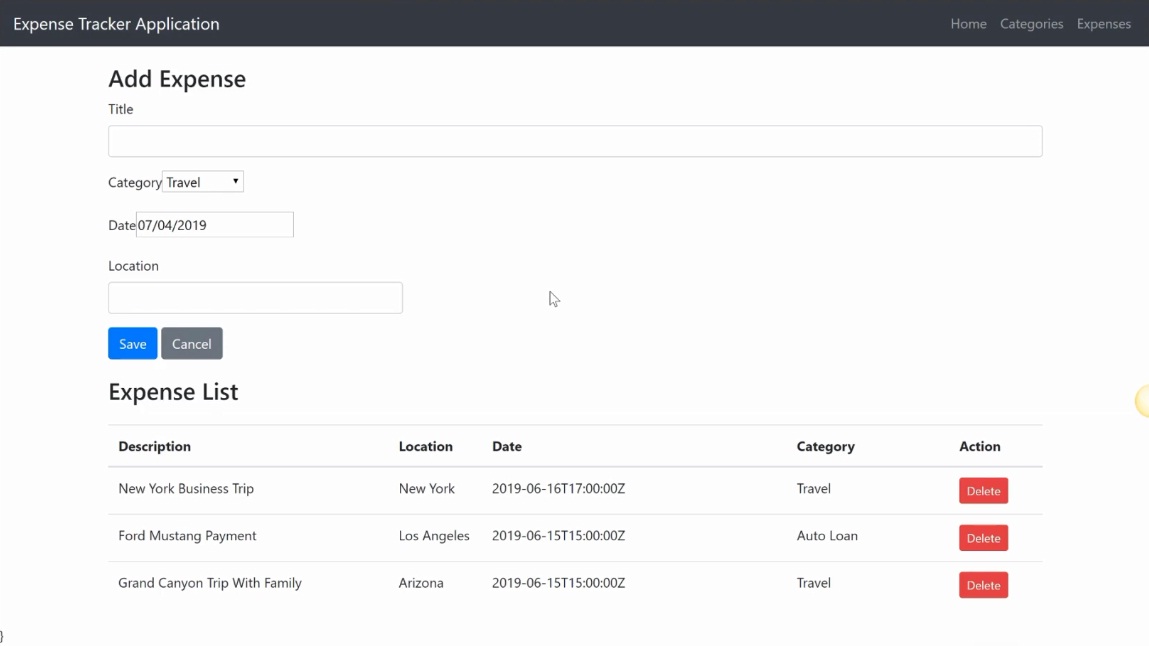 Expense Tracker Application Home Categories Expenses
Add Expense
Title
Category Travel
Date 07/04/2019
Location
Save Cancel
Expense List
Description Location Date Category Action
New York Business Trip New York 2019-06-16T17:00:00Z Travel Delete
Ford Mustang Payment Los Angeles 2019-06-15T15:00:00Z Auto Loan Delete
Grand Canyon Trip With Family Arizona 2019-06-15T15:00:00Z Travel Delete
}